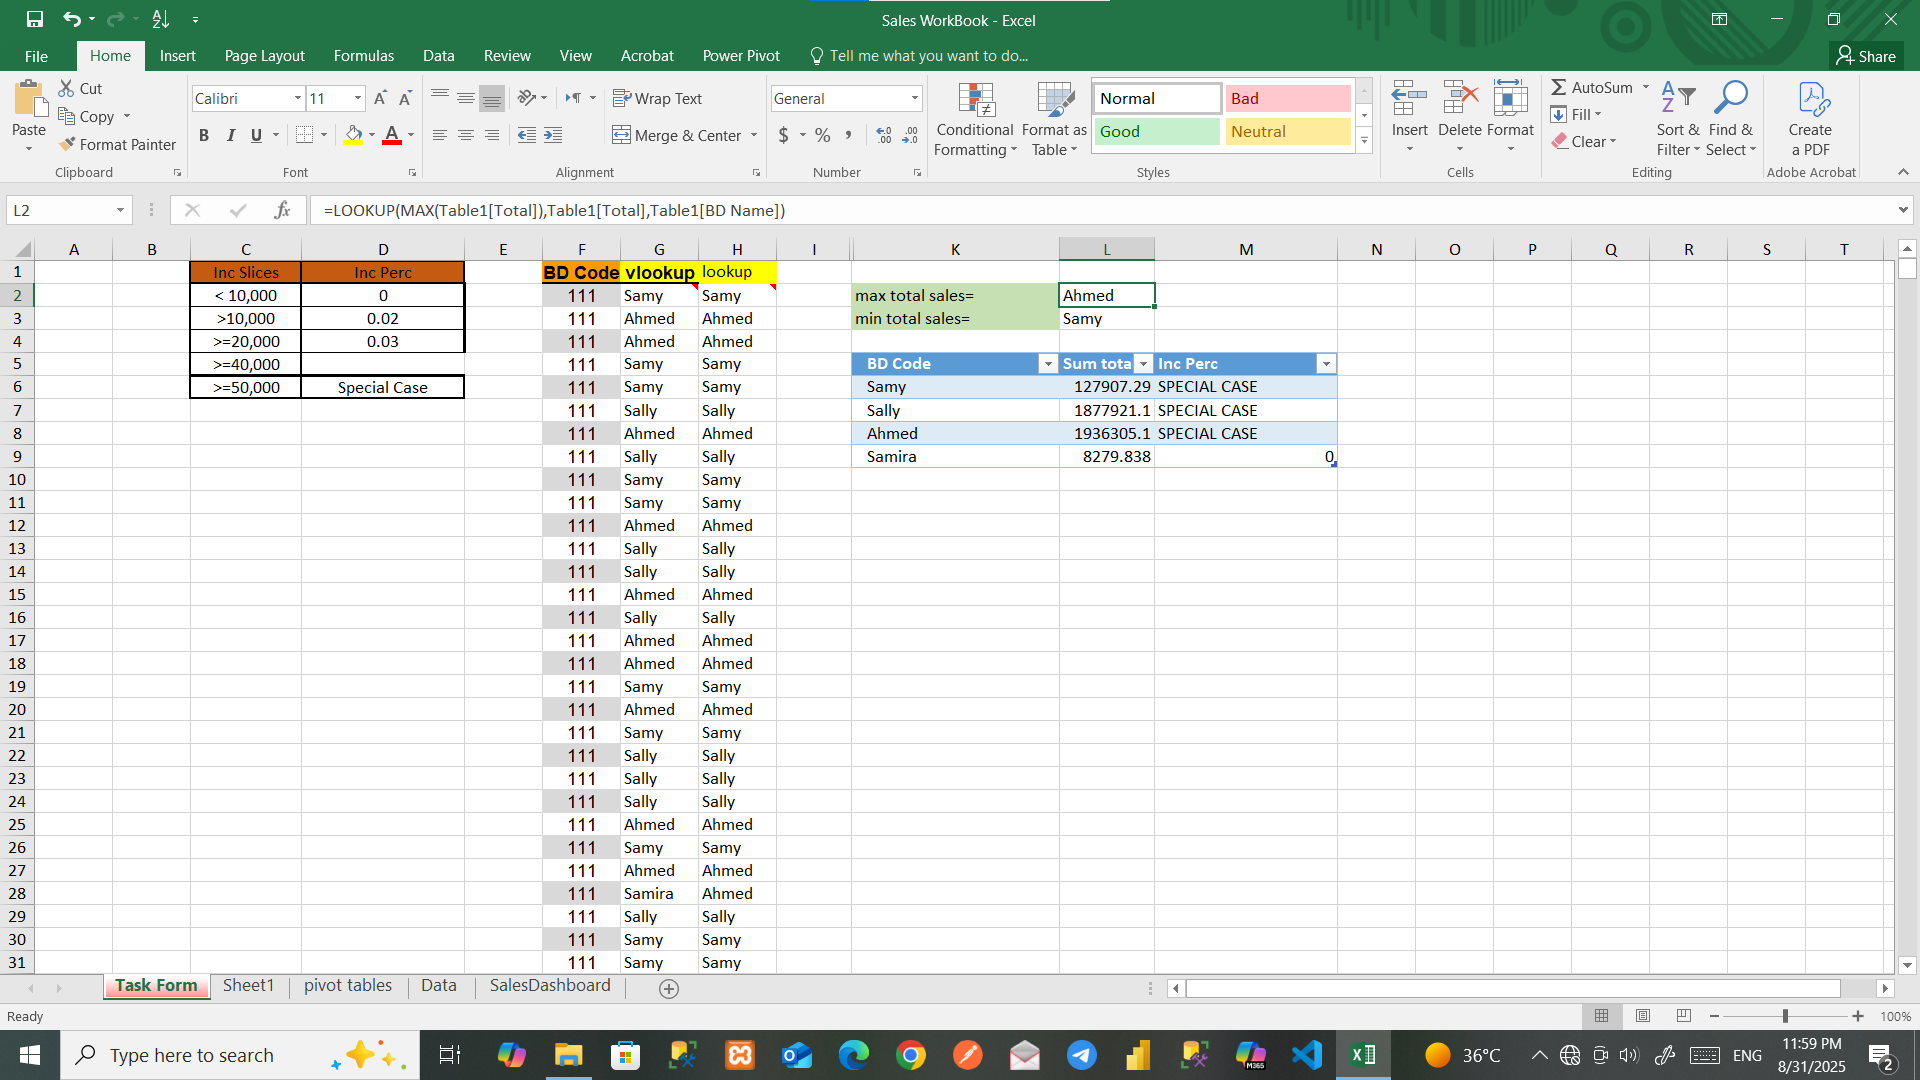 Sales WorkBook - Excel
File Home Insert Page Layout Formulas Data Review View Acrobat Power Pivot Tell me what you want to do... Share
Paste Cut Copy Format Painter Clipboard
Calibri 11 B I U A Font
Wrap Text Merge & Center Alignment
General $ % , Number
Conditional Formatting Format as Table Normal Bad Good Neutral Styles
Insert Delete Format Cells
AutoSum Fill Clear Sort & Filter Find & Select Editing
Create a PDF Adobe Acrobat
L2 fx =LOOKUP(MAX(Table1[Total]),Table1[Total],Table1[BD Name])
A B C D E F G H I K L M N O P Q R S T
1 Inc Slices Inc Perc BD Code vlookup lookup
2 < 10,000 0 111 Samy Samy max total sales= Ahmed
3 >10,000 0.02 111 Ahmed Ahmed min total sales= Samy
4 >=20,000 0.03 111 Ahmed Ahmed
5 >=40,000 111 Samy Samy BD Code Sum tota Inc Perc
6 >=50,000 Special Case 111 Samy Samy Samy 127907.29 SPECIAL CASE
7 111 Sally Sally Sally 1877921.1 SPECIAL CASE
8 111 Ahmed Ahmed Ahmed 1936305.1 SPECIAL CASE
9 111 Sally Sally Samira 8279.838 0
10 111 Samy Samy
11 111 Samy Samy
12 111 Ahmed Ahmed
13 111 Sally Sally
14 111 Sally Sally
15 111 Ahmed Ahmed
16 111 Sally Sally
17 111 Ahmed Ahmed
18 111 Ahmed Ahmed
19 111 Samy Samy
20 111 Ahmed Ahmed
21 111 Samy Samy
22 111 Sally Sally
23 111 Sally Sally
24 111 Sally Sally
25 111 Ahmed Ahmed
26 111 Samy Samy
27 111 Ahmed Ahmed
28 111 Samira Ahmed
29 111 Sally Sally
30 111 Samy Samy
31 111 Samy Samy
Task Form Sheet1 pivot tables Data SalesDashboard
Ready 100%
Type here to search 36°C ENG 11:59 PM
8/31/2025 2